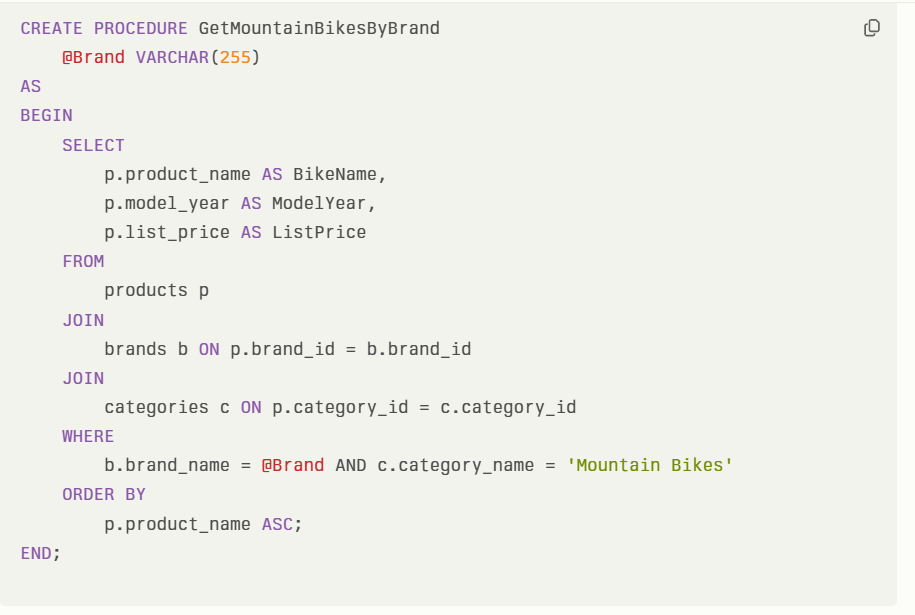 CREATE PROCEDURE GetMountainBikesByBrand
    @Brand VARCHAR(255)
AS
BEGIN
    SELECT
        p.product_name AS BikeName,
        p.model_year AS ModelYear,
        p.list_price AS ListPrice
    FROM
        products p
    JOIN
        brands b ON p.brand_id = b.brand_id
    JOIN
        categories c ON p.category_id = c.category_id
    WHERE
        b.brand_name = @Brand AND c.category_name = 'Mountain Bikes'
    ORDER BY
        p.product_name ASC;
END;